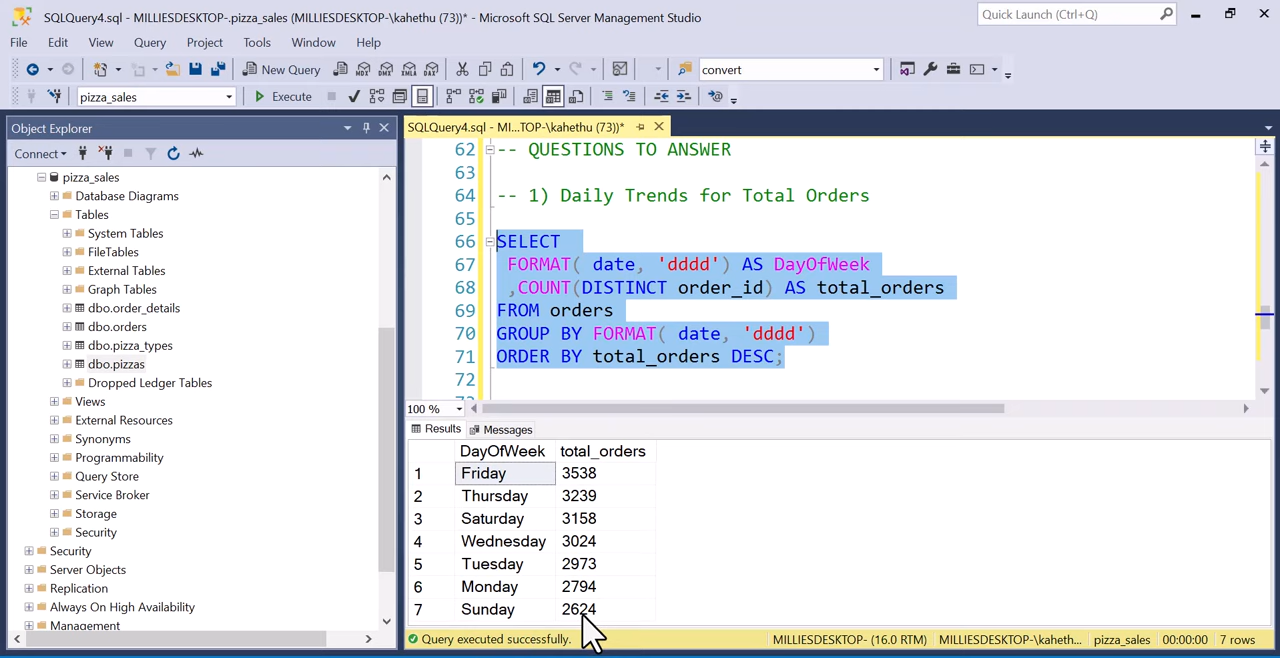 SQLQuery4.sql - MILLIESDESKTOP-.pizza_sales (MILLIESDESKTOP-\kahethu (73))* - Microsoft SQL Server Management Studio
Quick Launch (Ctrl+Q)
File Edit View Query Project Tools Window Help
New Query MDX DMX XMLA DAX convert
pizza_sales Execute
Object Explorer
Connect
pizza_sales
Database Diagrams
Tables
System Tables
FileTables
External Tables
Graph Tables
dbo.order_details
dbo.orders
dbo.pizza_types
dbo.pizzas
Dropped Ledger Tables
Views
External Resources
Synonyms
Programmability
Query Store
Service Broker
Storage
Security
Security
Server Objects
Replication
Always On High Availability
Management
SQLQuery4.sql - MI...TOP-\kahethu (73))*
62 -- QUESTIONS TO ANSWER
63
64 -- 1) Daily Trends for Total Orders
65
66 SELECT
67 FORMAT( date, 'dddd') AS DayOfWeek
68 ,COUNT(DISTINCT order_id) AS total_orders
69 FROM orders
70 GROUP BY FORMAT( date, 'dddd')
71 ORDER BY total_orders DESC;
72
100 %
Results Messages
DayOfWeek total_orders
1 Friday 3538
2 Thursday 3239
3 Saturday 3158
4 Wednesday 3024
5 Tuesday 2973
6 Monday 2794
7 Sunday 2624
Query executed successfully. MILLIESDESKTOP- (16.0 RTM) MILLIESDESKTOP-\kaheth... pizza_sales 00:00:00 7 rows